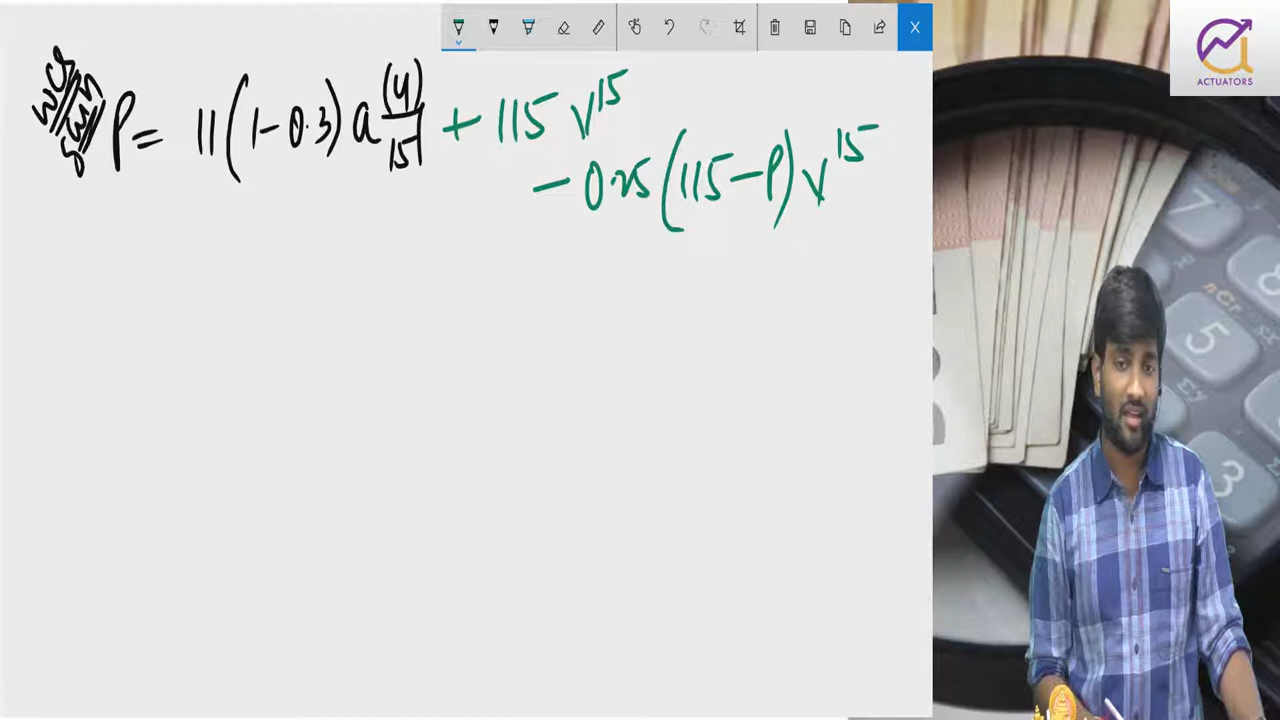 P = 11(1-0.3) a (4) 15 + 115 v^15
- 0.25 (115 - P) v^15
ACTUATORS